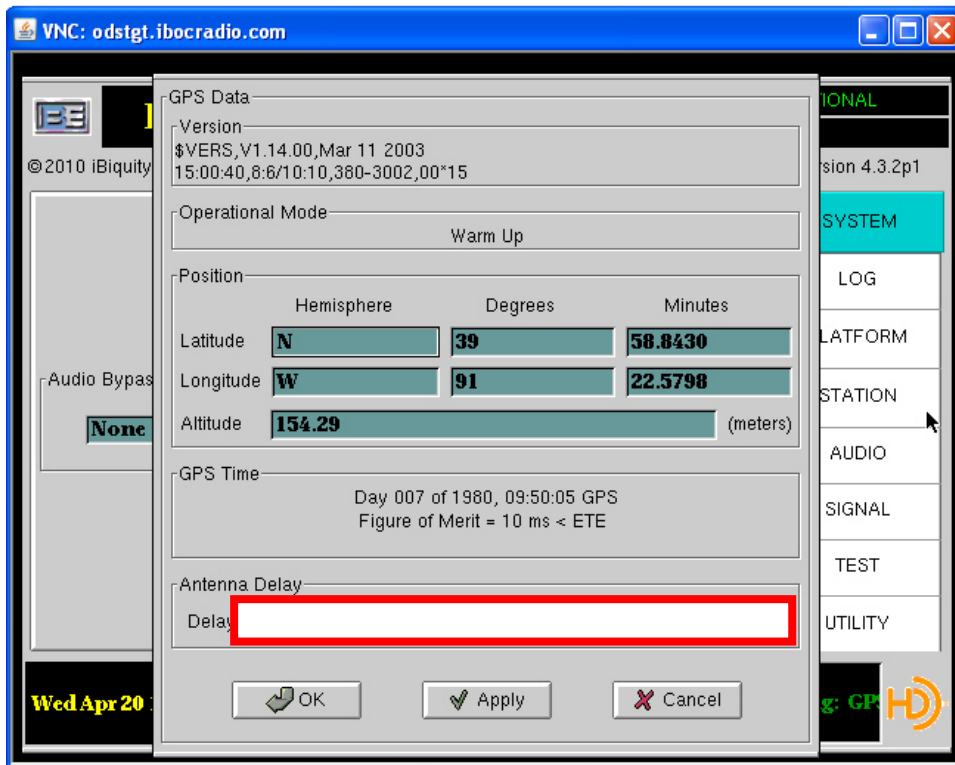 VNC: odstgt.ibocradio.com
IONAL
©2010 iBiquity
rsion 4.3.2p1
GPS Data
Version
$VERS,V1.14.00,Mar 11 2003
15:00:40,8:6/10:10,380-3002,00*15
Operational Mode
Warm Up
Position
Hemisphere Degrees Minutes
Latitude N 39 58.8430
Longitude W 91 22.5798
Altitude 154.29 (meters)
GPS Time
Day 007 of 1980, 09:50:05 GPS
Figure of Merit = 10 ms < ETE
Antenna Delay
Delay
OK Apply Cancel
Audio Bypas
None
SYSTEM
LOG
LATFORM
STATION
AUDIO
SIGNAL
TEST
UTILITY
Wed Apr 20
g: GPS
HD